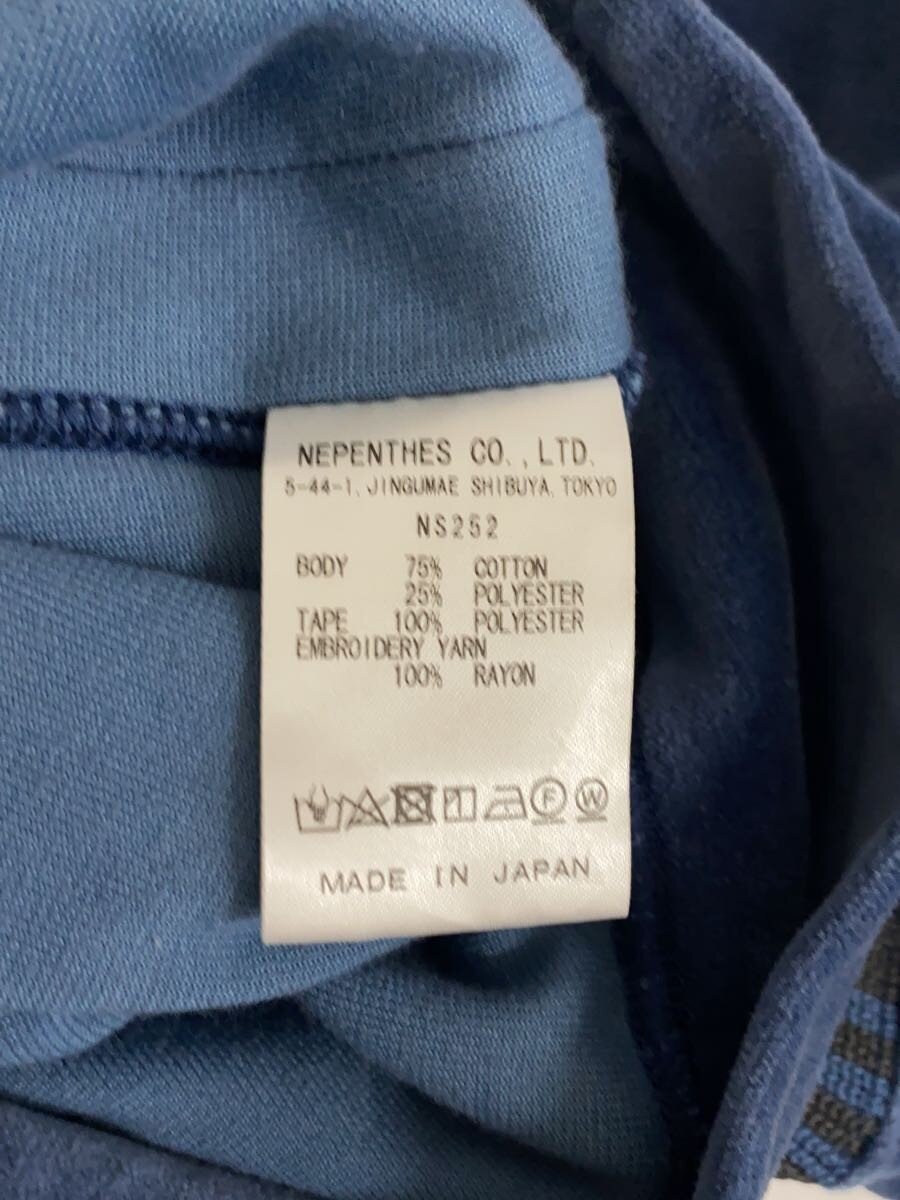 NEPENTHES CO.,LTD.
5-44-1, JINGUMAE SHIBUYA, TOKYO
NS252
BODY 75% COTTON
25% POLYESTER
TAPE 100% POLYESTER
EMBROIDERY YARN
100% RAYON
F W
MADE IN JAPAN